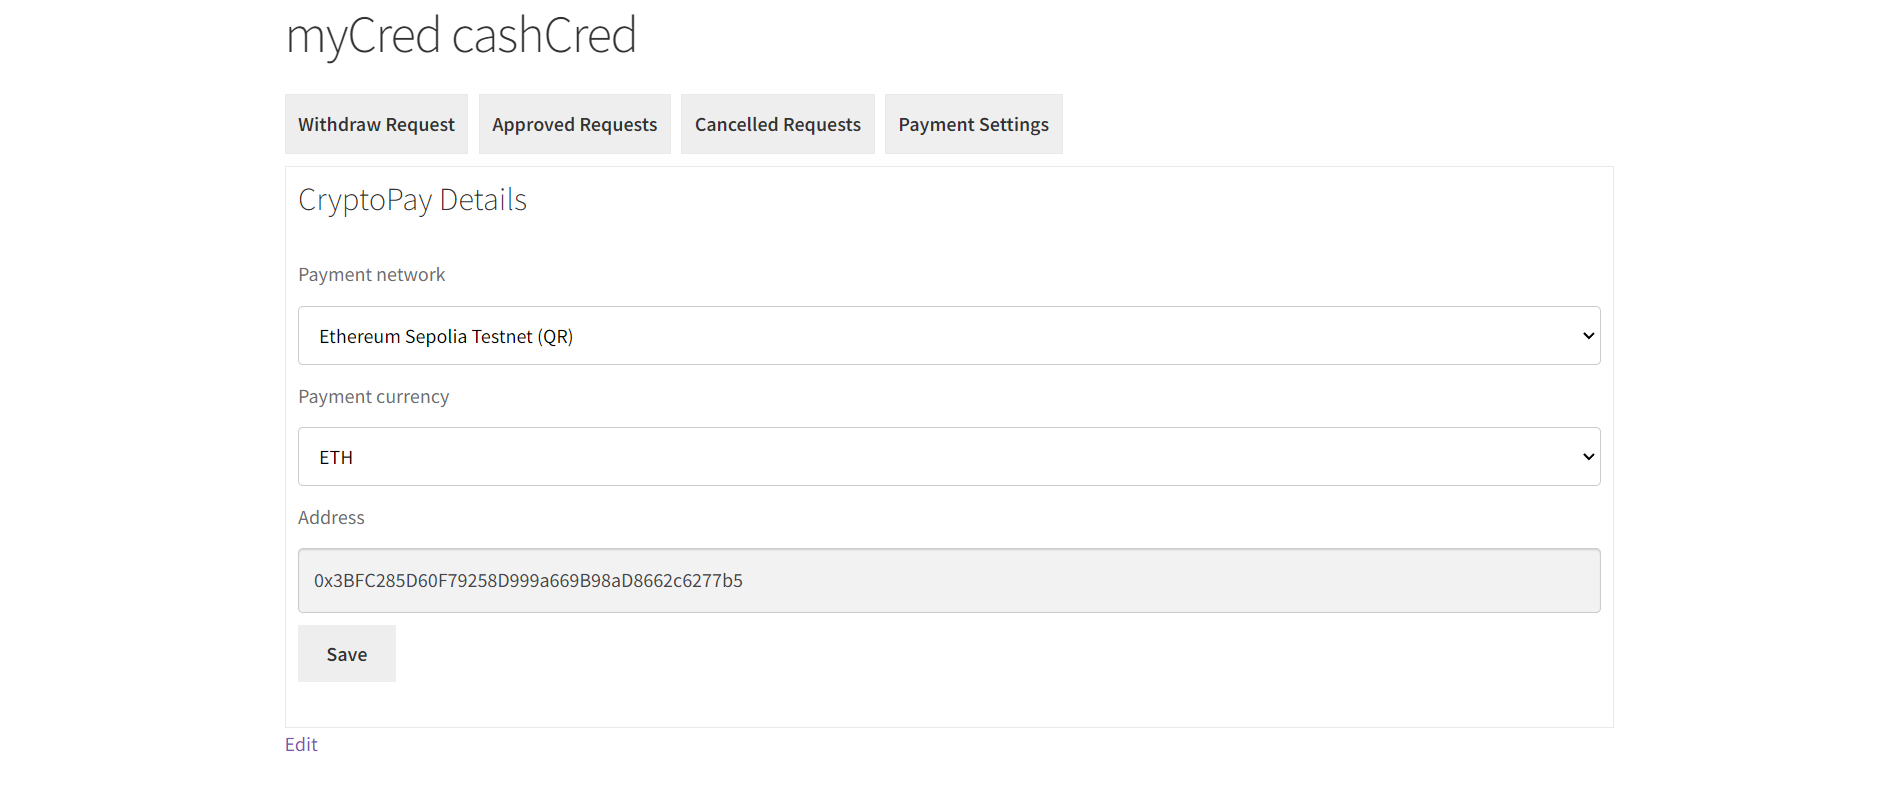 myCred cashCred
Withdraw Request Approved Requests Cancelled Requests Payment Settings
CryptoPay Details
Payment network
Ethereum Sepolia Testnet (QR)
Payment currency
ETH
Address
0x3BFC285D60F79258D999a669B98aD8662c6277b5
Save
Edit